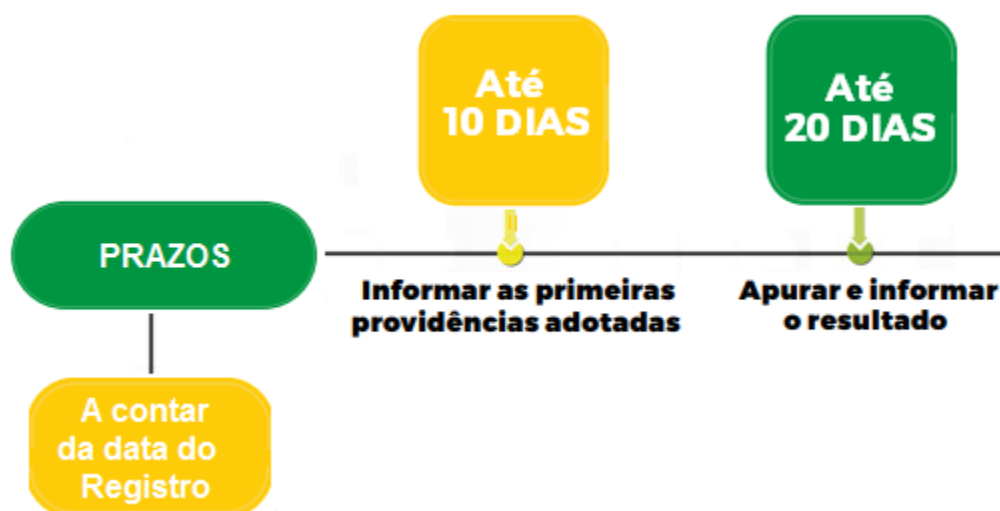 Até
10 DIAS
Até
20 DIAS
PRAZOS
Informar as primeiras
providências adotadas
Apurar e informar
o resultado
A contar
da data do
Registro